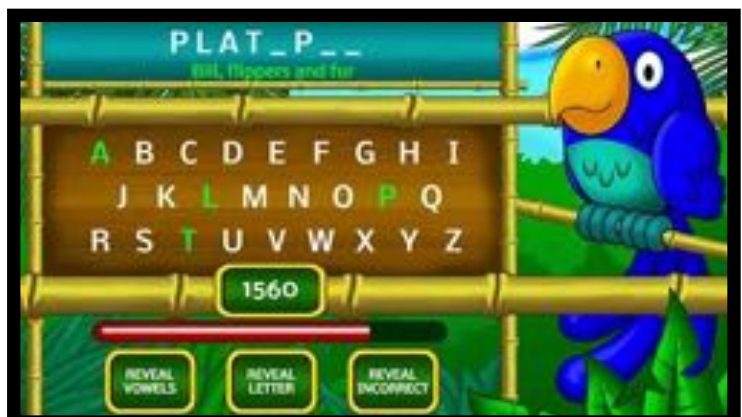 PLAT_P__
Bill, flippers and fur
A B C D E F G H I
J K L M N O P Q
R S T U V W X Y Z
1560
REVEAL VOWELS
REVEAL LETTER
REVEAL INCORRECT